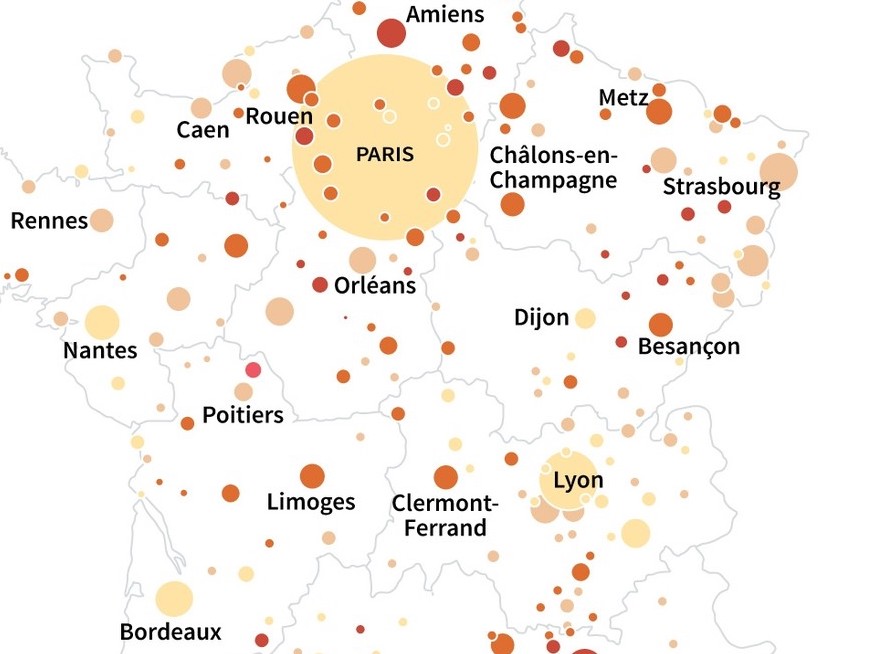 Amiens
Metz
Rouen
Caen
PARIS
Châlons-en-
Champagne
Strasbourg
Rennes
Orléans
Dijon
Besançon
Nantes
Poitiers
Lyon
Limoges
Clermont-
Ferrand
Bordeaux